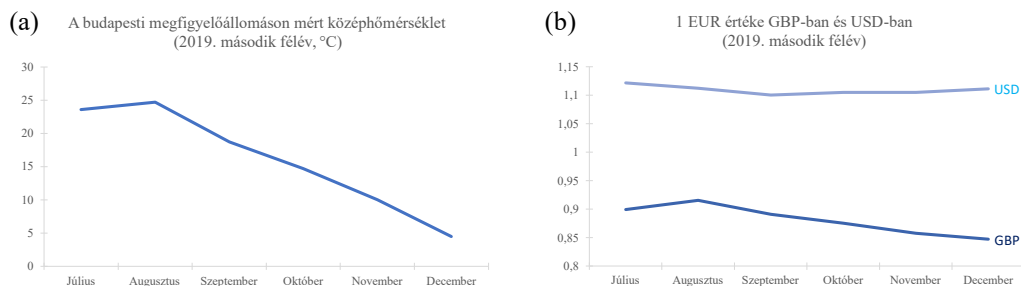 (a)
A budapesti megfigyelőállomáson mért középhőmérséklet
(2019. második félév, °C)
30
25
20
15
10
5
0
Július Augusztus Szeptember Október November December
(b)
1 EUR értéke GBP-ban és USD-ban
(2019. második félév)
1,15
1,1
1,05
1
0,95
0,9
0,85
0,8
USD
GBP
Július Augusztus Szeptember Október November December